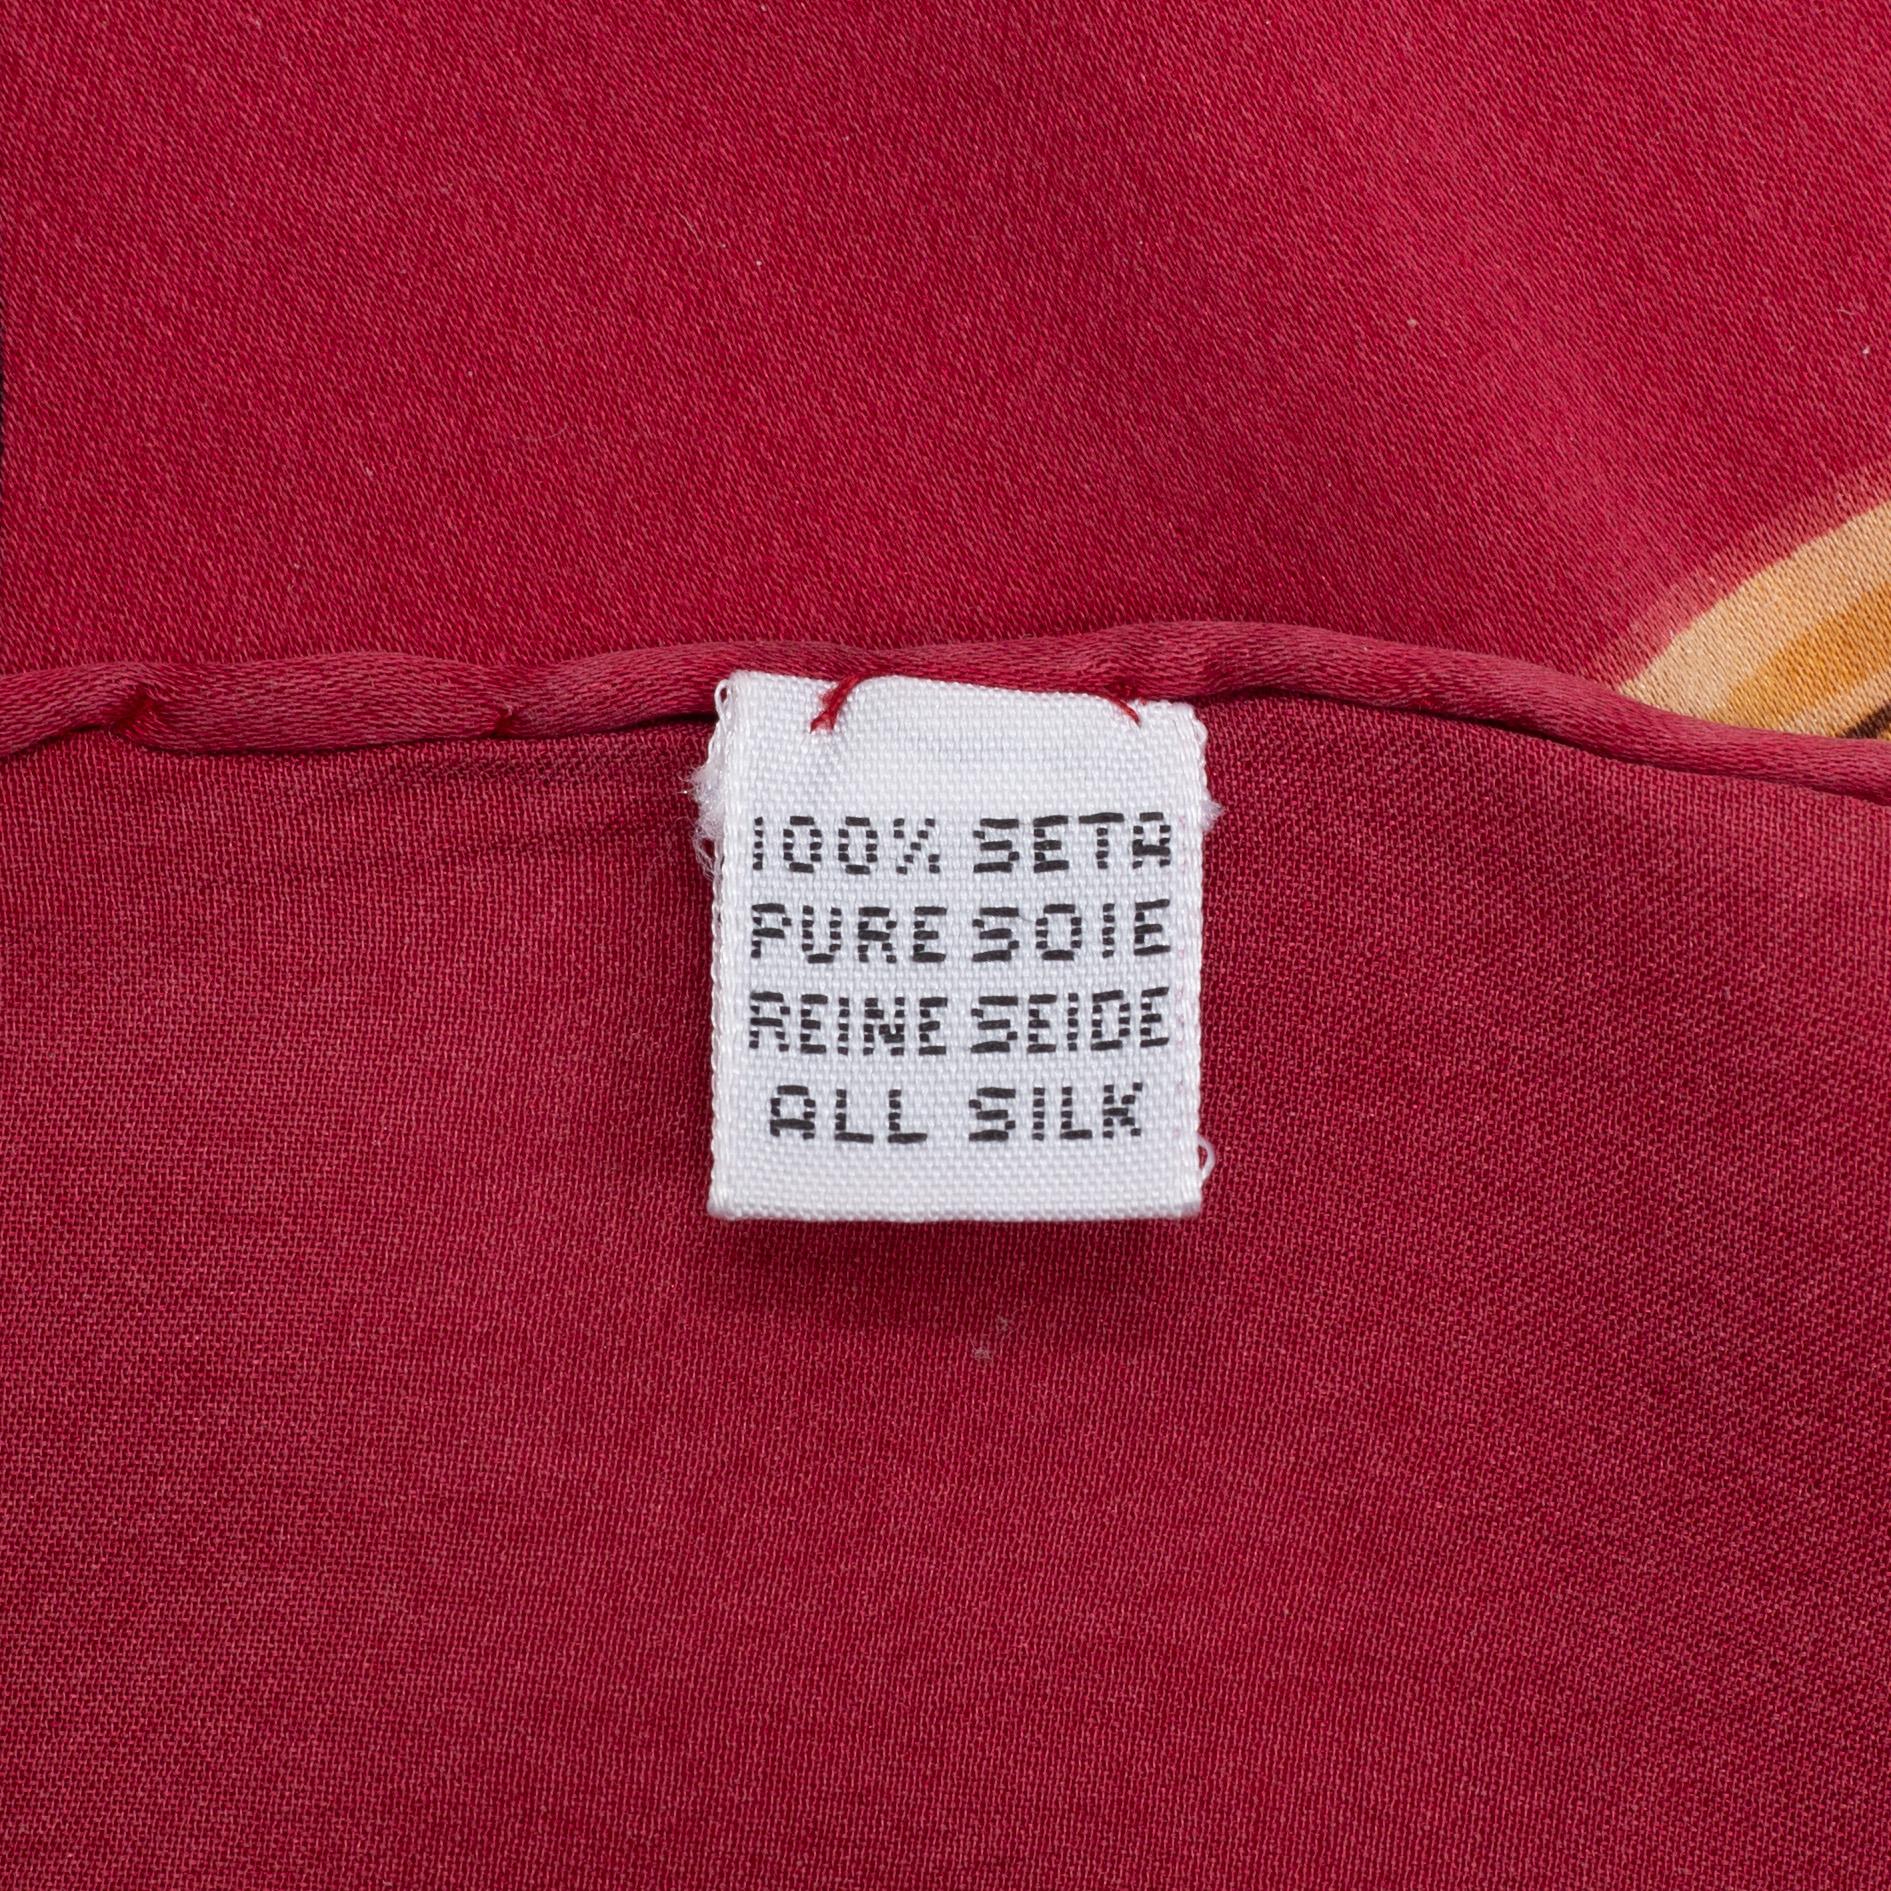 100% SETA
PURE SOIE
REINE SEIDE
ALL SILK